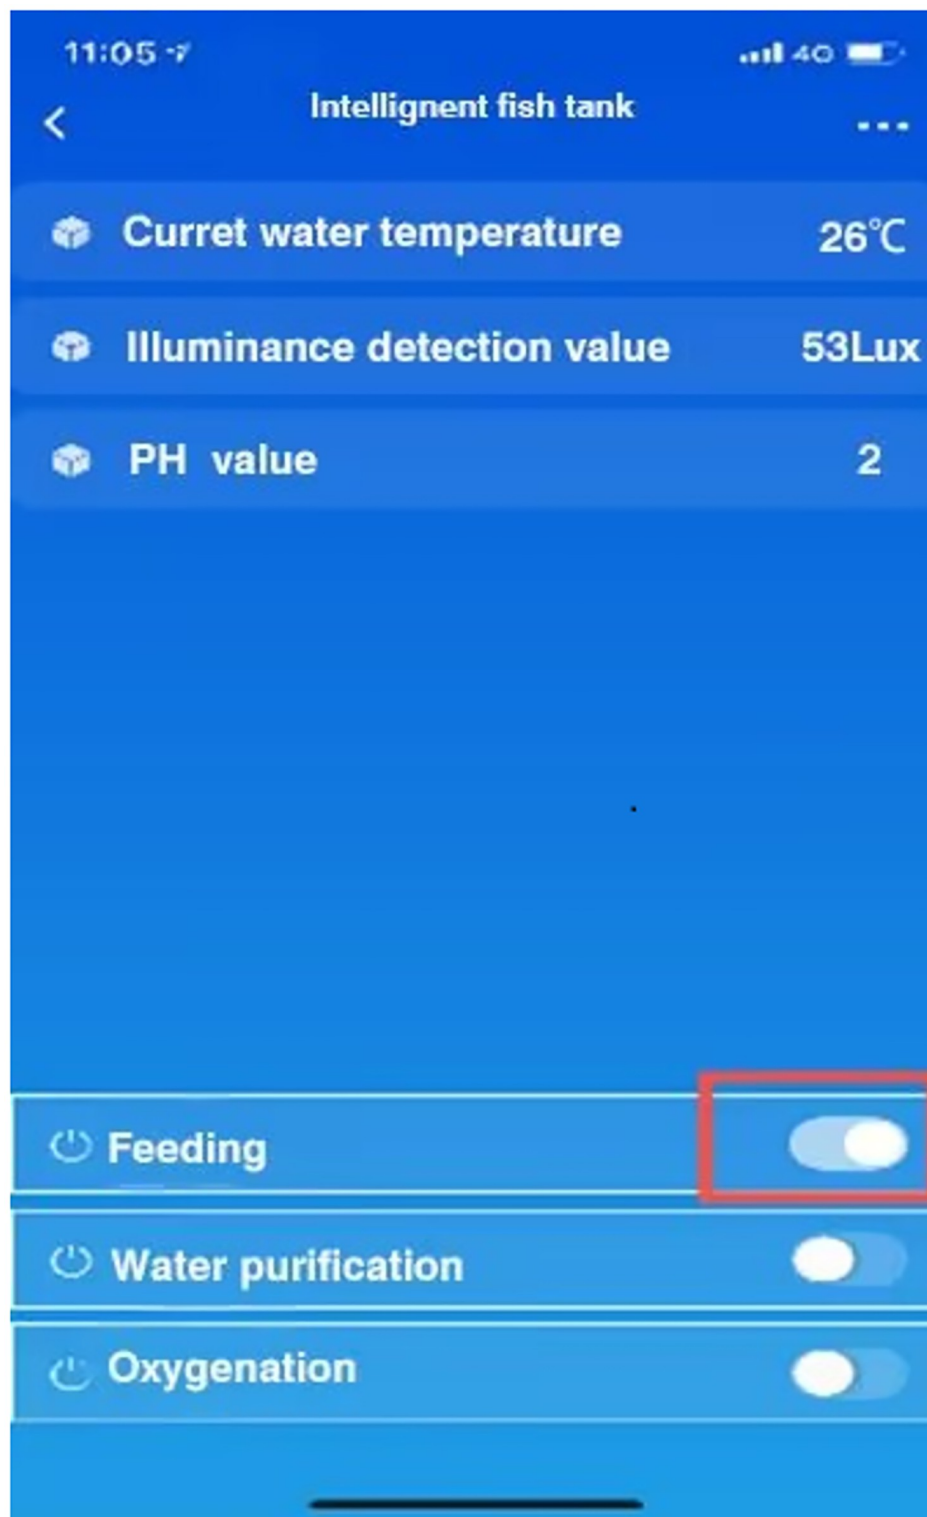 11:05
4G
Intellignent fish tank
Curret water temperature 26℃
Illuminance detection value 53Lux
PH value 2
Feeding
Water purification
Oxygenation